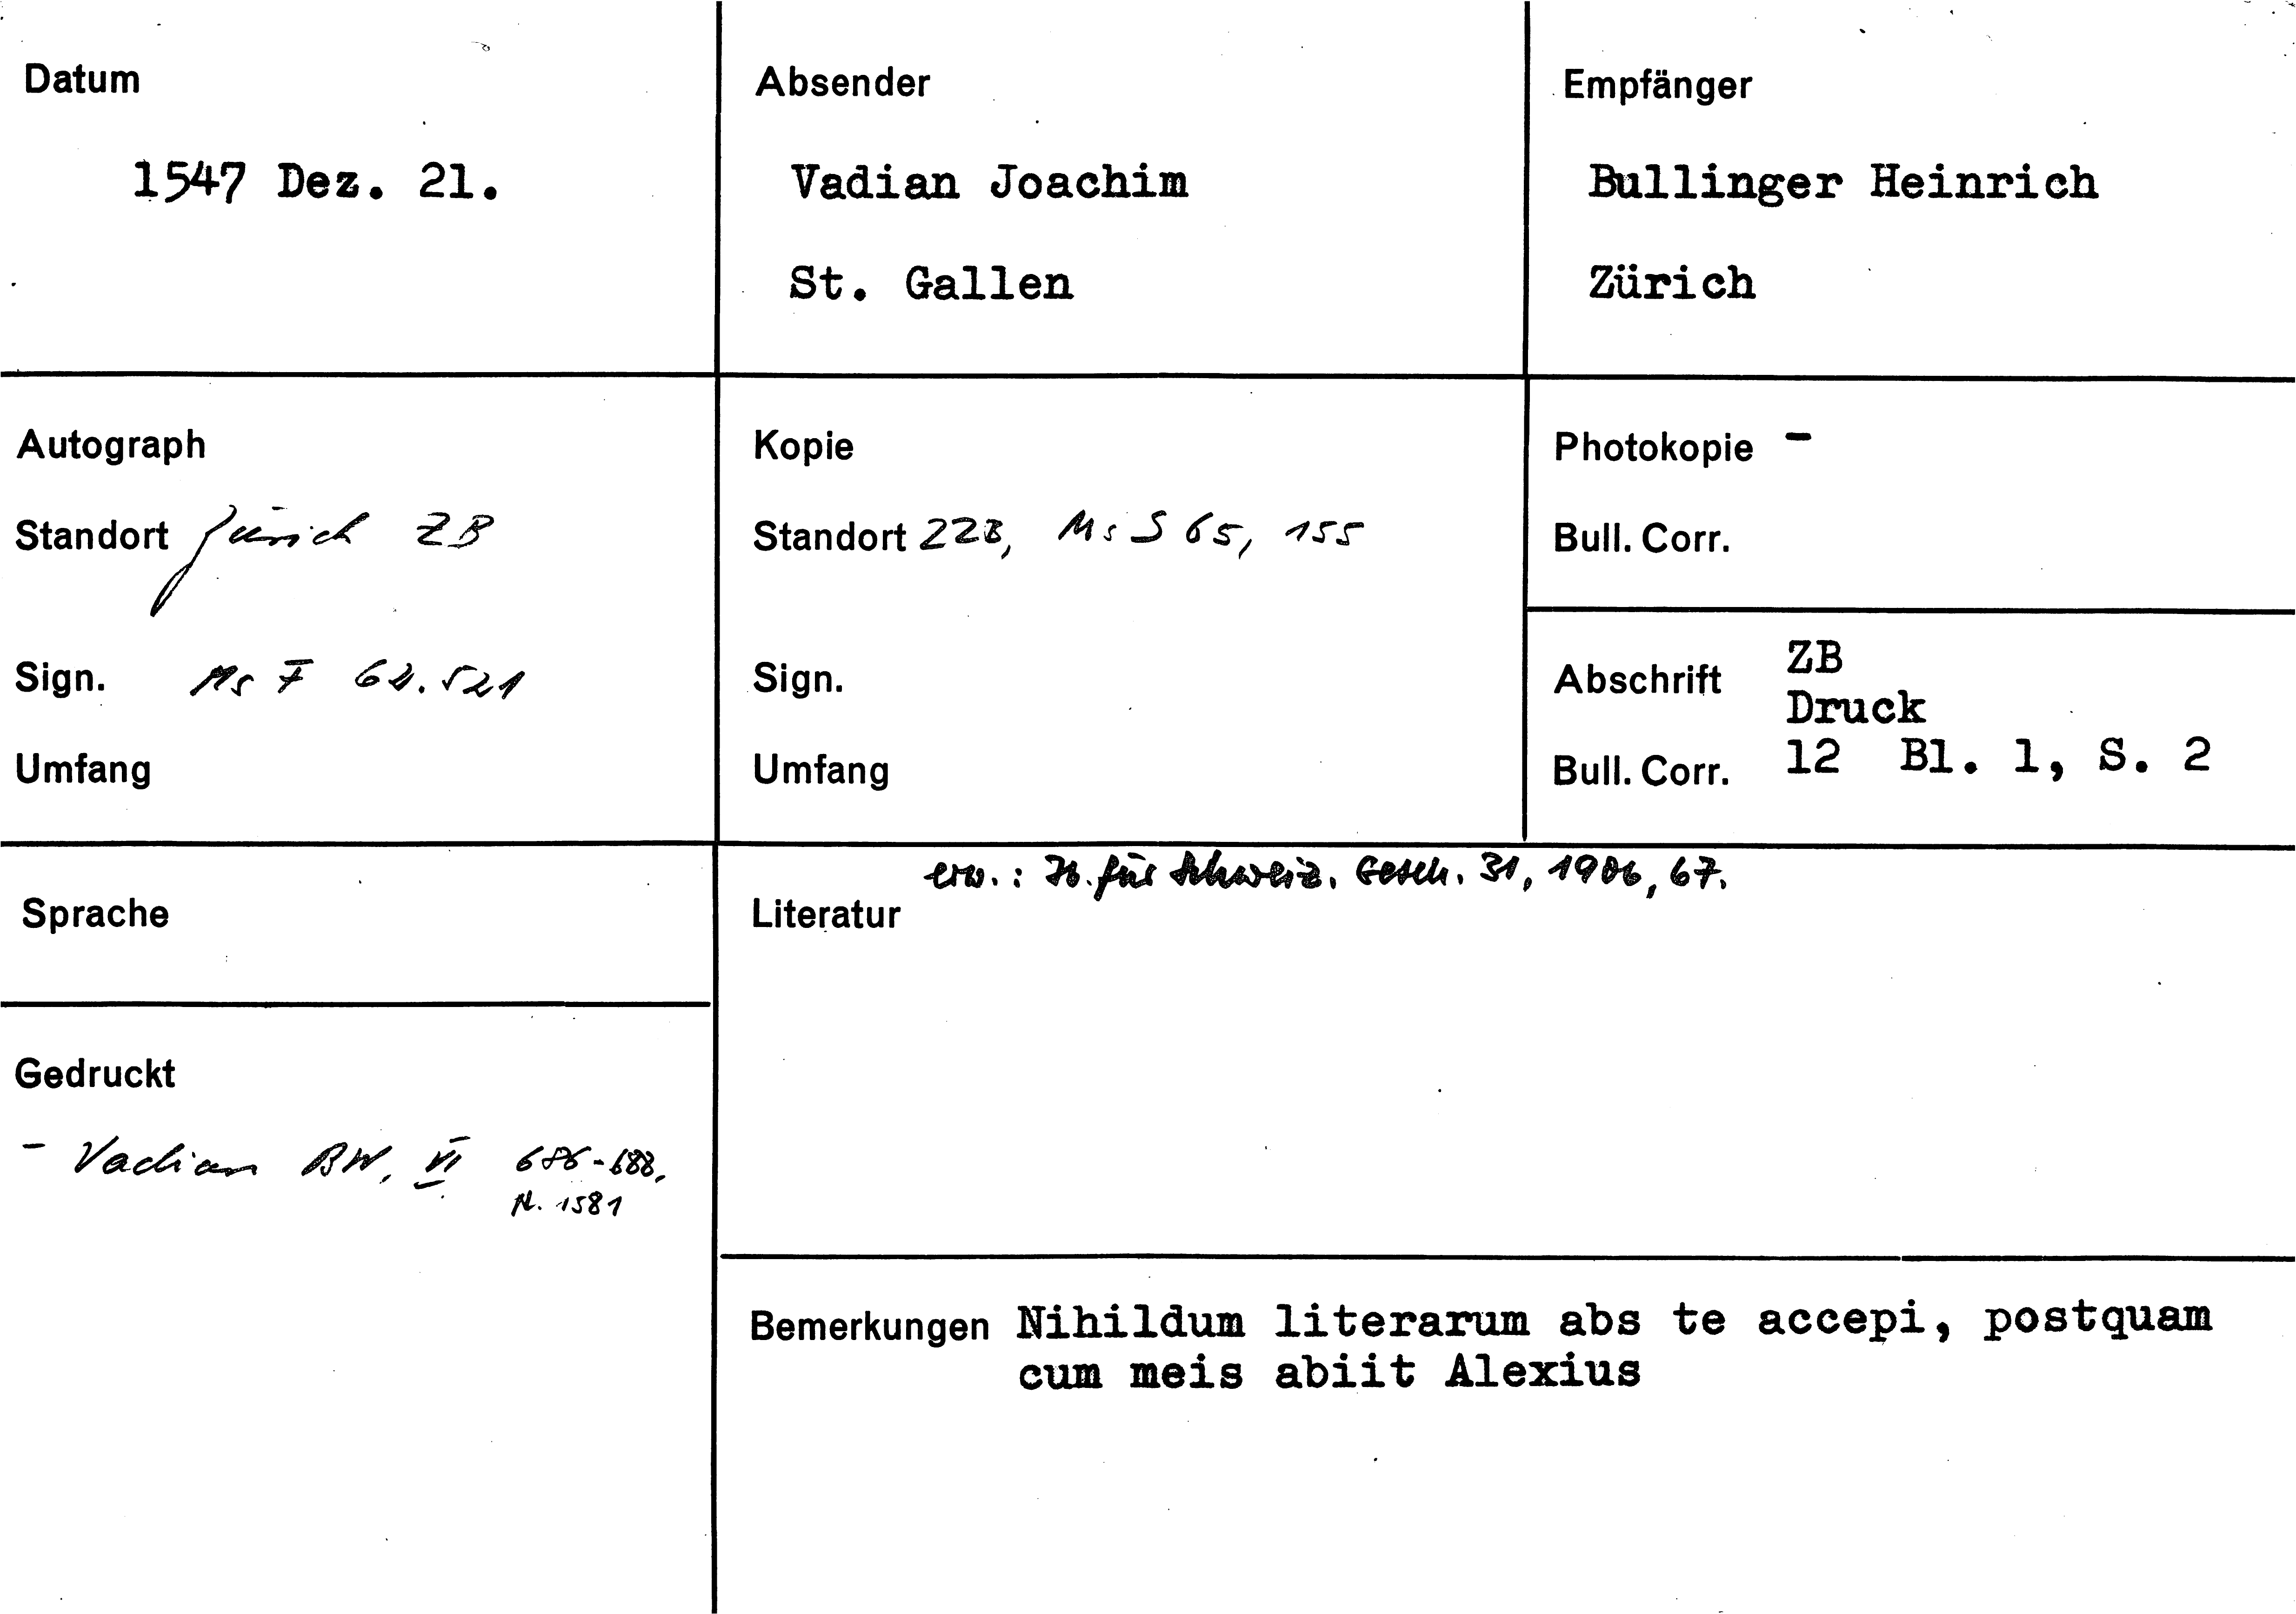 Datum
1547 Dez. 21.
Absender
Vadian Joachim
St. Gallen
Empfänger
Bullinger Heinrich
Zürich
Autograph
Standort Zürich ZB
Sign. Ms F 62.521
Umfang
Kopie
Standort ZZB, Ms S 65, 155
Sign.
Umfang
Photokopie -
Bull. Corr.
Abschrift ZB
Druck
Bull. Corr. 12 Bl. 1, S. 2
Sprache
Gedruckt
- Vadian BW. VI 686-688,
N. 1581
erw.: Jb. für Schweiz. Gesch. 31, 1906, 67.
Literatur
Bemerkungen Nihildum literarum abs te accepi, postquam
cum meis abiit Alexius